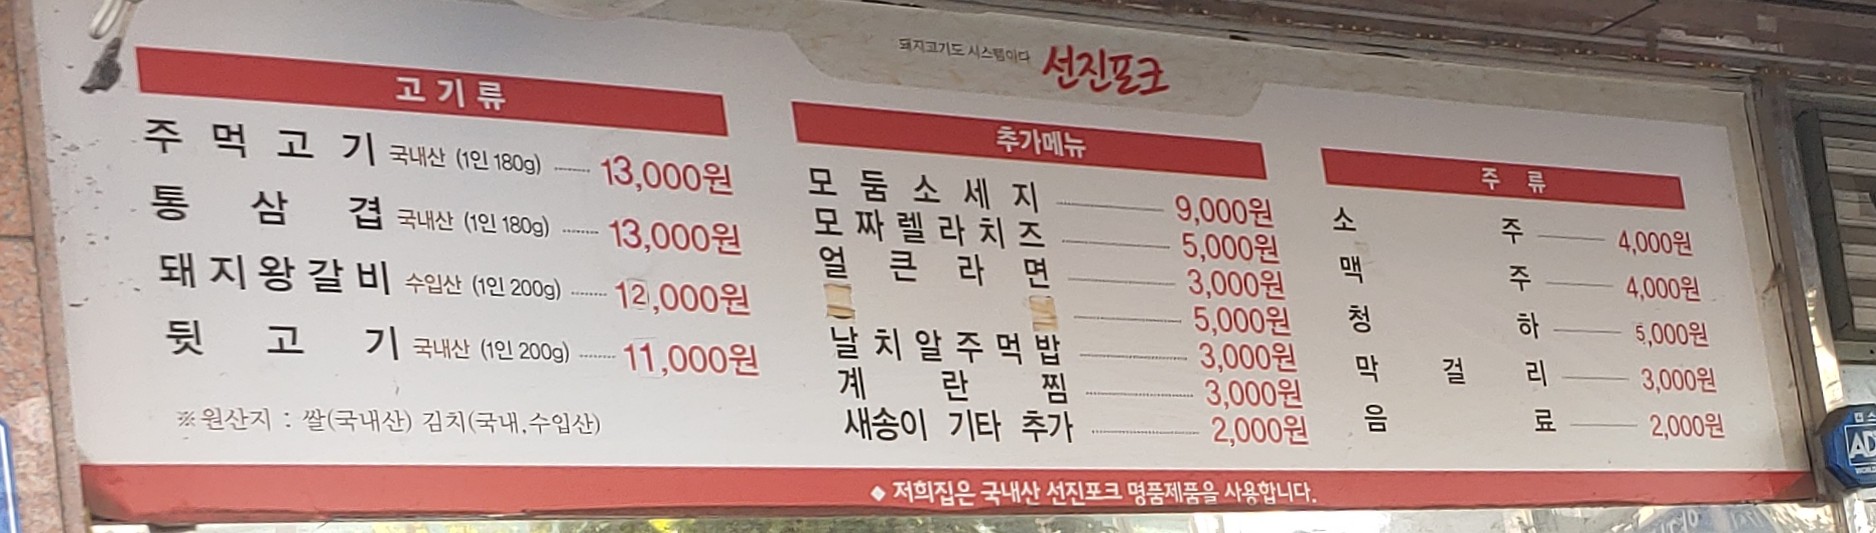 돼지고기도 시스템이다 선진포크
고기류
주먹고기 국내산 (1인 180g) 13,000원
통삼겹 국내산 (1인 180g) 13,000원
돼지왕갈비 수입산 (1인 200g) 12,000원
뒷고기 국내산 (1인 200g) 11,000원
※원산지 : 쌀(국내산) 김치(국내,수입산)
추가메뉴
모둠소세지 9,000원
모짜렐라치즈 5,000원
얼큰라면 3,000원
5,000원
날치알주먹밥 3,000원
계란찜 3,000원
새송이 기타 추가 2,000원
주류
소주 4,000원
맥주 4,000원
청하 5,000원
막걸리 3,000원
음료 2,000원
◆ 저희집은 국내산 선진포크 명품제품을 사용합니다.